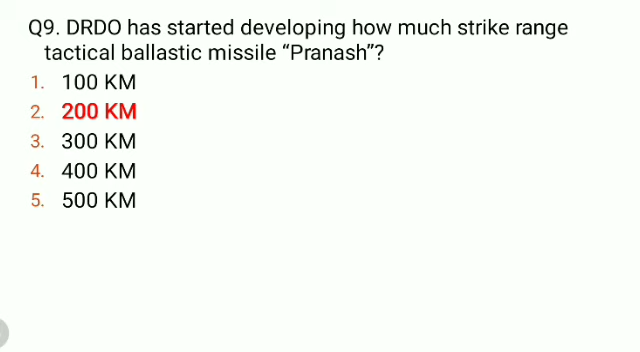 Q9. DRDO has started developing how much strike range
tactical ballastic missile “Pranash”?
1. 100 KM
2. 200 KM
3. 300 KM
4. 400 KM
5. 500 KM